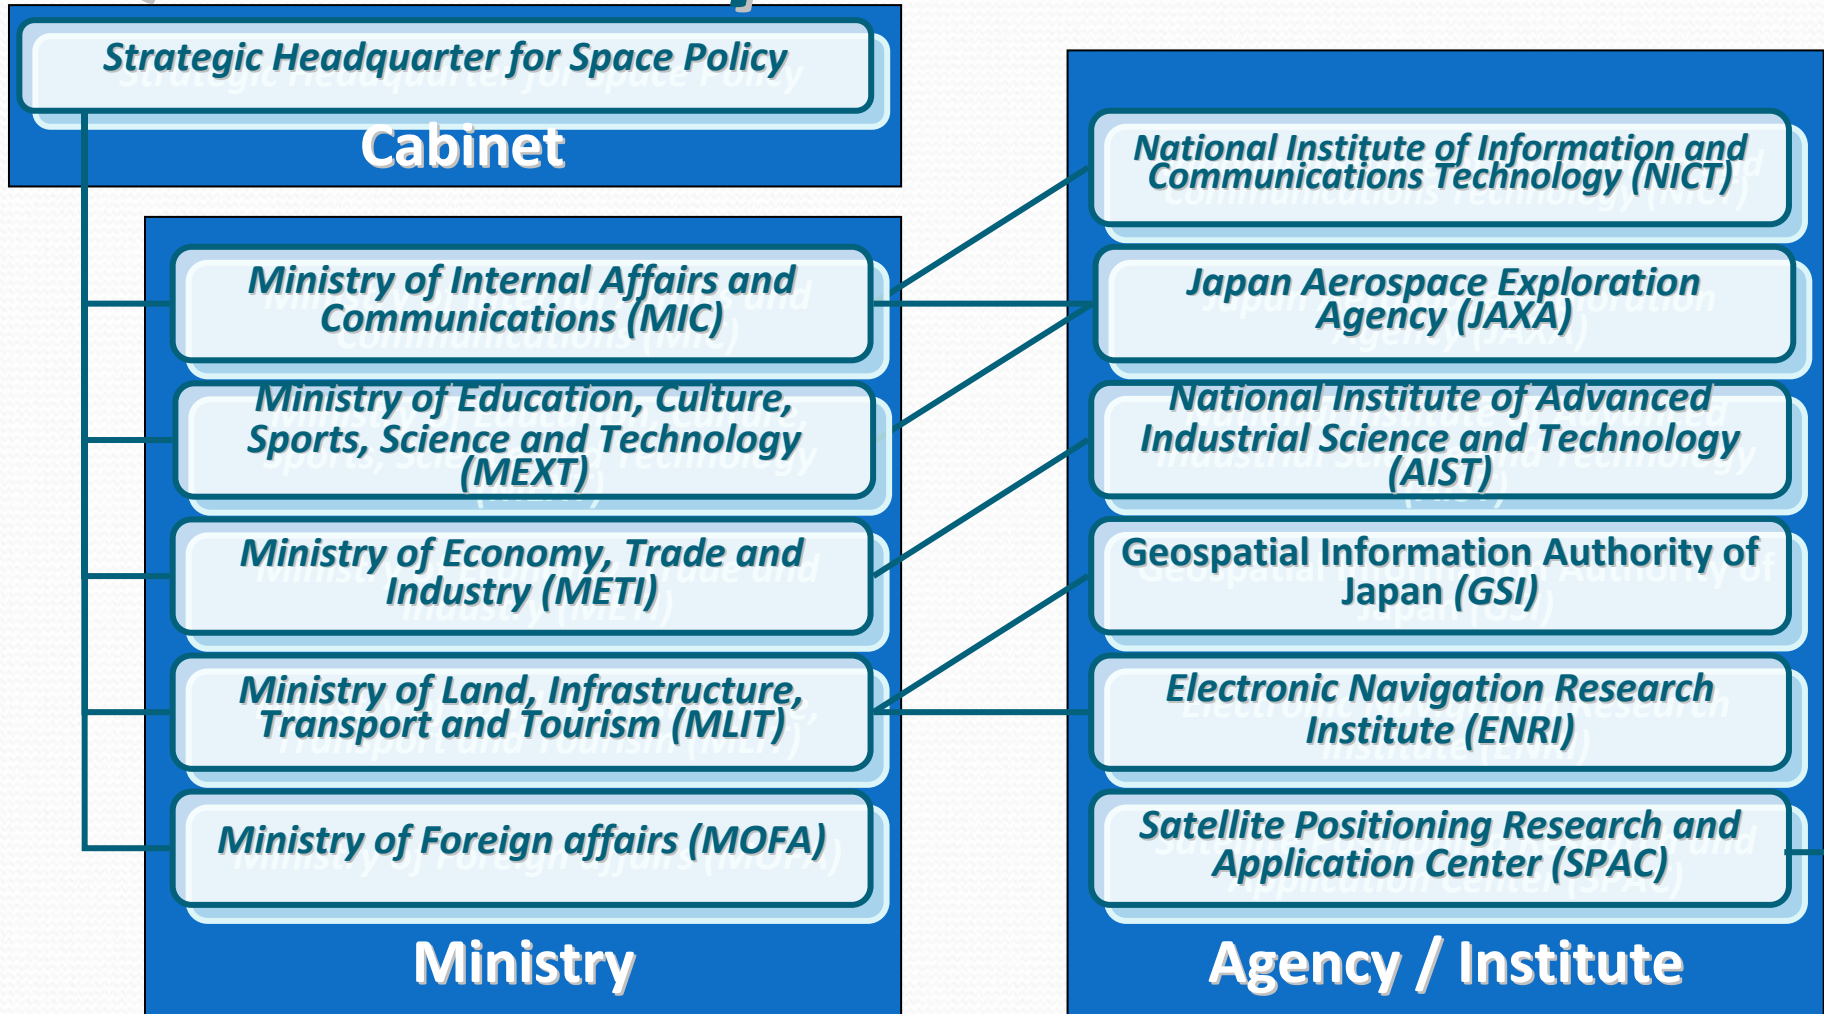 Strategic Headquarter for Space Policy
Cabinet
Ministry of Internal Affairs and
Communications (MIC)
Ministry of Education, Culture,
Sports, Science and Technology
(MEXT)
Ministry of Economy, Trade and
Industry (METI)
Ministry of Land, Infrastructure,
Transport and Tourism (MLIT)
Ministry of Foreign affairs (MOFA)
Ministry
National Institute of Information and
Communications Technology (NICT)
Japan Aerospace Exploration
Agency (JAXA)
National Institute of Advanced
Industrial Science and Technology
(AIST)
Geospatial Information Authority of
Japan (GSI)
Electronic Navigation Research
Institute (ENRI)
Satellite Positioning Research and
Application Center (SPAC)
Agency / Institute